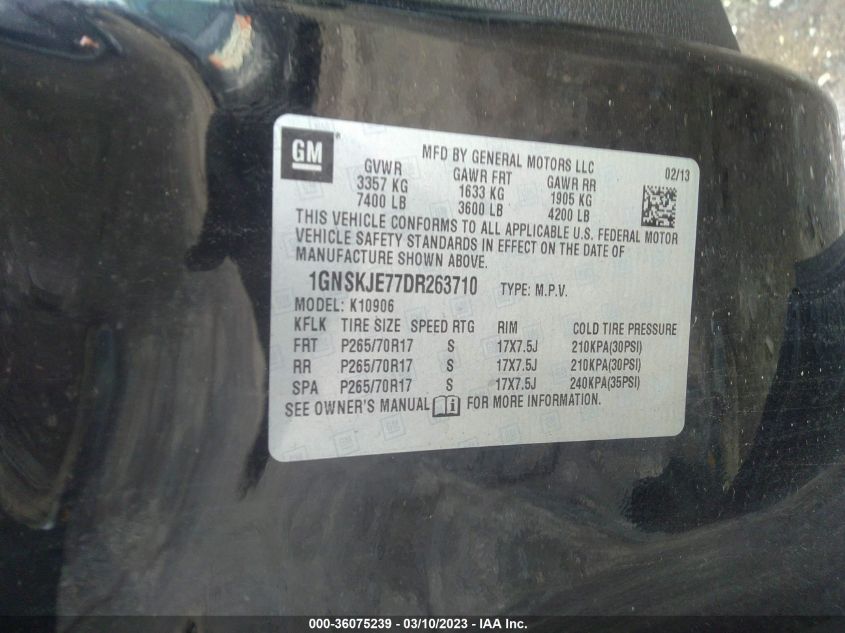 GM
MFD BY GENERAL MOTORS LLC
02/13
GVWR GAWR FRT GAWR RR
3357 KG 1633 KG 1905 KG
7400 LB 3600 LB 4200 LB
THIS VEHICLE CONFORMS TO ALL APPLICABLE U.S. FEDERAL MOTOR
VEHICLE SAFETY STANDARDS IN EFFECT ON THE DATE OF
MANUFACTURE SHOWN ABOVE.
1GNSKJE77DR263710 TYPE: M.P.V.
MODEL: K10906
KFLK TIRE SIZE SPEED RTG RIM COLD TIRE PRESSURE
FRT P265/70R17 S 17X7.5J 210KPA(30PSI)
RR P265/70R17 S 17X7.5J 210KPA(30PSI)
SPA P265/70R17 S 17X7.5J 240KPA(35PSI)
SEE OWNER'S MANUAL FOR MORE INFORMATION.
000-36075239 - 03/10/2023 - IAA Inc.